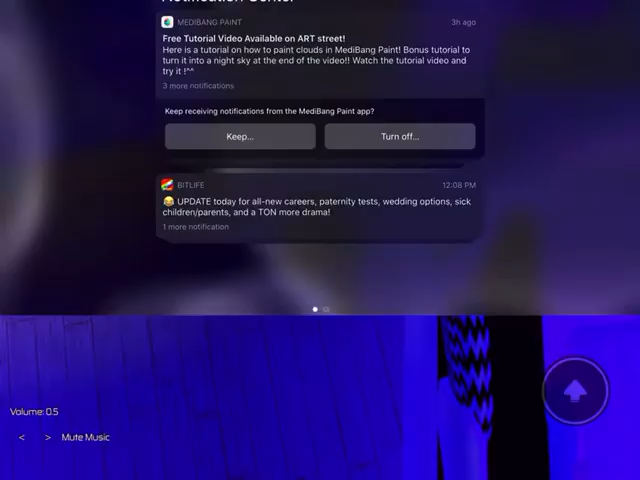 Notification Center
MEDIBANG PAINT 3h ago
Free Tutorial Video Available on ART street!
Here is a tutorial on how to paint clouds in MediBang Paint! Bonus tutorial to
turn it into a night sky at the end of the video!! Watch the tutorial video and
try it !^^
3 more notifications
Keep receiving notifications from the MediBang Paint app?
Keep... Turn off...
BITLIFE 12:08 PM
😂 UPDATE today for all-new careers, paternity tests, wedding options, sick
children/parents, and a TON more drama!
1 more notification
Volume: 0.5
< > Mute Music